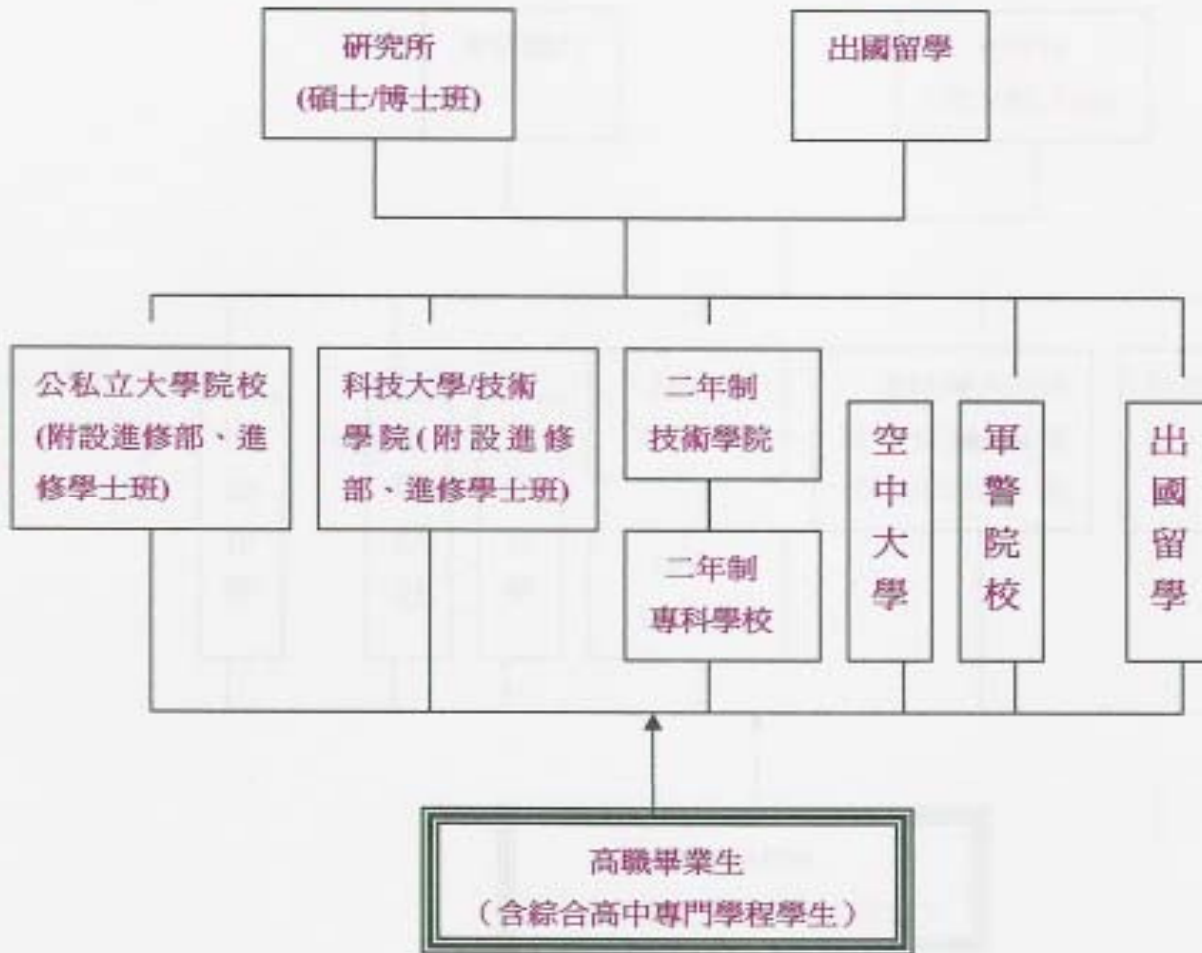 研究所
(碩士/博士班)
出國留學
公私立大學院校
(附設進修部、進
修學士班)
科技大學/技術
學院(附設進修
部、進修學士班)
二年制
技術學院
二年制
專科學校
空中大學
軍警院校
出國留學
高職畢業生
（含綜合高中專門學程學生）